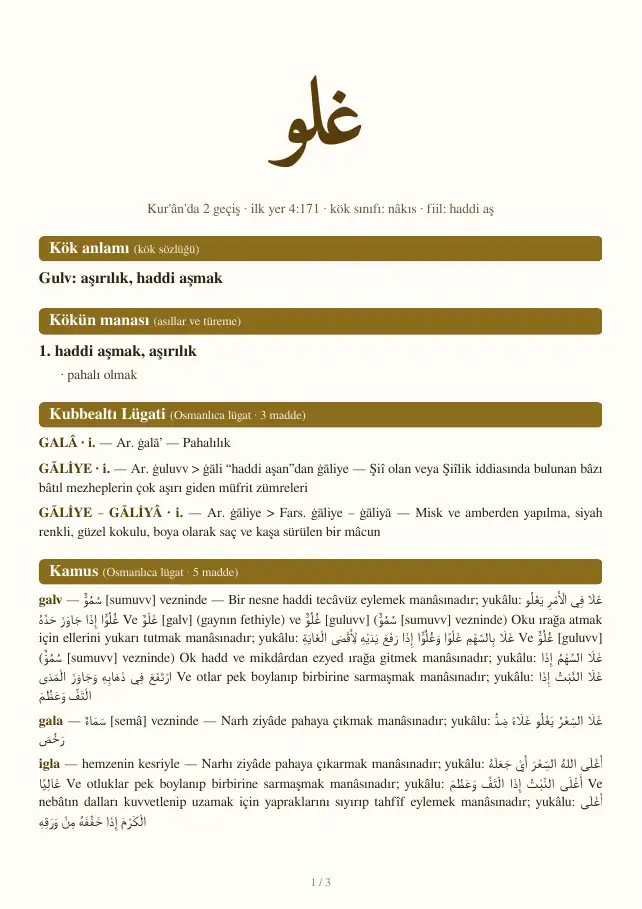 غلو
Kur'ân'da 2 geçiş · ilk yer 4:171 · kök sınıfı: nâkıs · fiil: haddi aş
Kök anlamı (kök sözlüğü)
Gulv: aşırılık, haddi aşmak
Kökün manası (asıllar ve türeme)
1. haddi aşmak, aşırılık
· pahalı olmak
Kubbealtı Lügati (Osmanlıca lügat · 3 madde)
GALÂ · i. — Ar. ġalā’ — Pahalılık
GĀLİYE · i. — Ar. ġuluvv > ġāli “haddi aşan”dan ġāliye — Şiî olan veya Şiîlik iddiasında bulunan bâzı
bâtıl mezheplerin çok aşırı giden müfrit zümreleri
GĀLİYE – GĀLİYÂ · i. — Ar. ġāliye > Fars. ġāliye – ġāliyā — Misk ve amberden yapılma, siyah
renkli, güzel kokulu, boya olarak saç ve kaşa sürülen bir mâcun
Kamus (Osmanlıca lügat · 5 madde)
galv — سُمُوٌّ [sumuvv] vezninde — Bir nesne haddi tecâvüz eylemek manâsınadır; yukâlu: غَلَا فِي الْأَمْرِ يَغْلُو
غُلُوًّا إِذَا جَاوَزَ حَدَّهُ Ve غَلْوٌ [galv] (gaynın fethiyle) ve غُلُوٌّ [guluvv] (سُمُوٌّ [sumuvv] vezninde) Oku ırağa atmak
için ellerini yukarı tutmak manâsınadır; yukâlu: غَلَا بِالسَّهْمِ غَلْوًا وَغُلُوًّا إِذَا رَفَعَ يَدَيْهِ لِأَقْصَى الْغَايَةِ Ve غُلُوٌّ [guluvv]
(سُمُوٌّ [sumuvv] vezninde) Ok hadd ve mikdârdan ezyed ırağa gitmek manâsınadır; yukâlu: غَلَا السَّهْمُ إِذَا
ارْتَفَعَ فِي ذَهَابِهِ وَجَاوَزَ الْمَدَى Ve otlar pek boylanıp birbirine sarmaşmak manâsınadır; yukâlu: غَلَا النَّبْتُ إِذَا
الْتَفَّ وَعَظُمَ
gala — سَمَاءٌ [semâ] vezninde — Narh ziyâde pahaya çıkmak manâsınadır; yukâlu: غَلَا السِّعْرُ يَغْلُو غَلَاءً ضِدُّ
رَخُصَ
igla — hemzenin kesriyle — Narhı ziyâde pahaya çıkarmak manâsınadır; yukâlu: أَغْلَى اللهُ السِّعْرَ أَيْ جَعَلَهُ
غَالِيًا Ve otluklar pek boylanıp birbirine sarmaşmak manâsınadır; yukâlu: أَغْلَى النَّبْتُ إِذَا الْتَفَّ وَعَظُمَ Ve
nebâtın dalları kuvvetlenip uzamak için yapraklarını sıyırıp tahfîf eylemek manâsınadır; yukâlu: أَغْلَى
الْكَرْمَ إِذَا خَفَّفَهُ مِنْ وَرَقِهِ
1 / 3